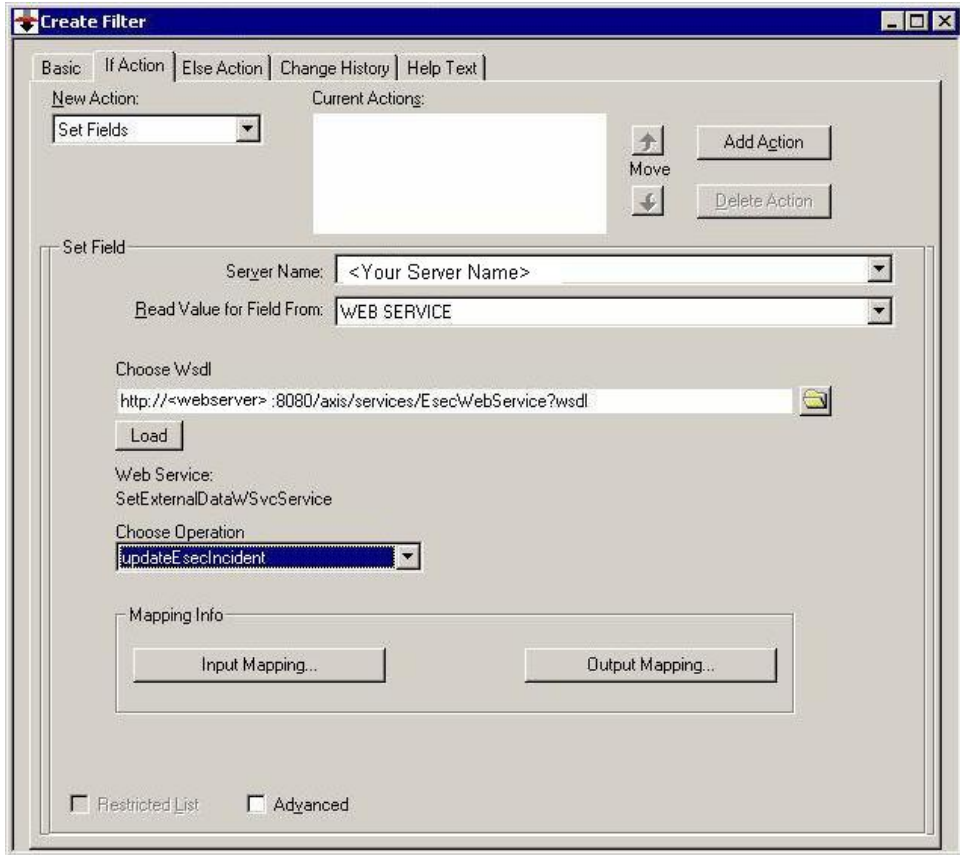 Create Filter
Basic If Action Else Action Change History Help Text
New Action:
Current Actions:
Set Fields
Add Action
Move
Delete Action
Set Field
Server Name: <Your Server Name>
Read Value for Field From: WEB SERVICE
Choose Wsdl
http://<webserver> :8080/axis/services/EsecWebService?wsdl
Load
Web Service:
SetExternalDataWSvcService
Choose Operation
updateEsecIncident
Mapping Info
Input Mapping... Output Mapping...
Restricted List Advanced